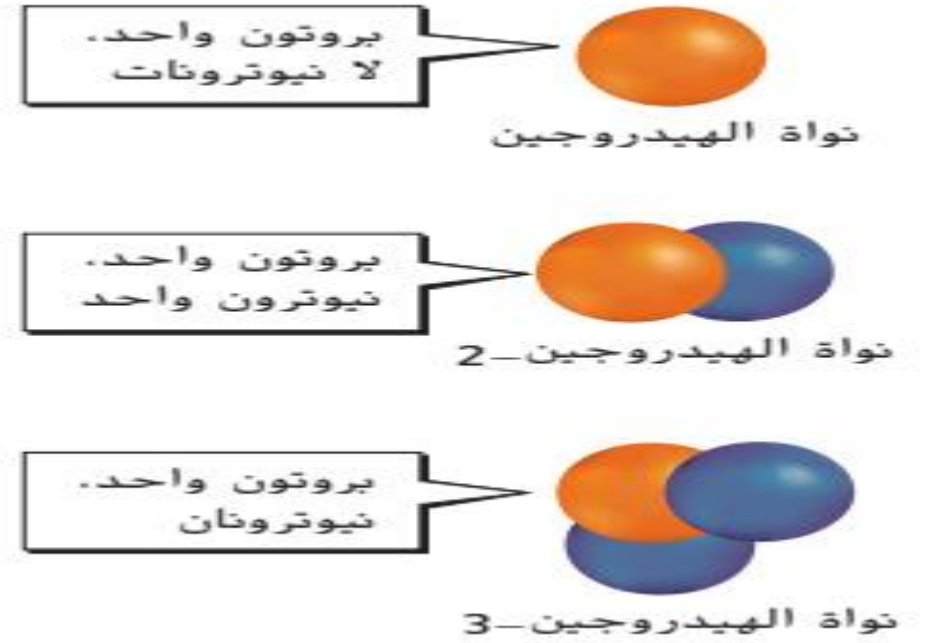 بروتون واحد.
لا نيوترونات
نواة الهيدروجين
بروتون واحد.
نيوترون واحد
نواة الهيدروجين-2
بروتون واحد.
نيوترونان
نواة الهيدروجين-3